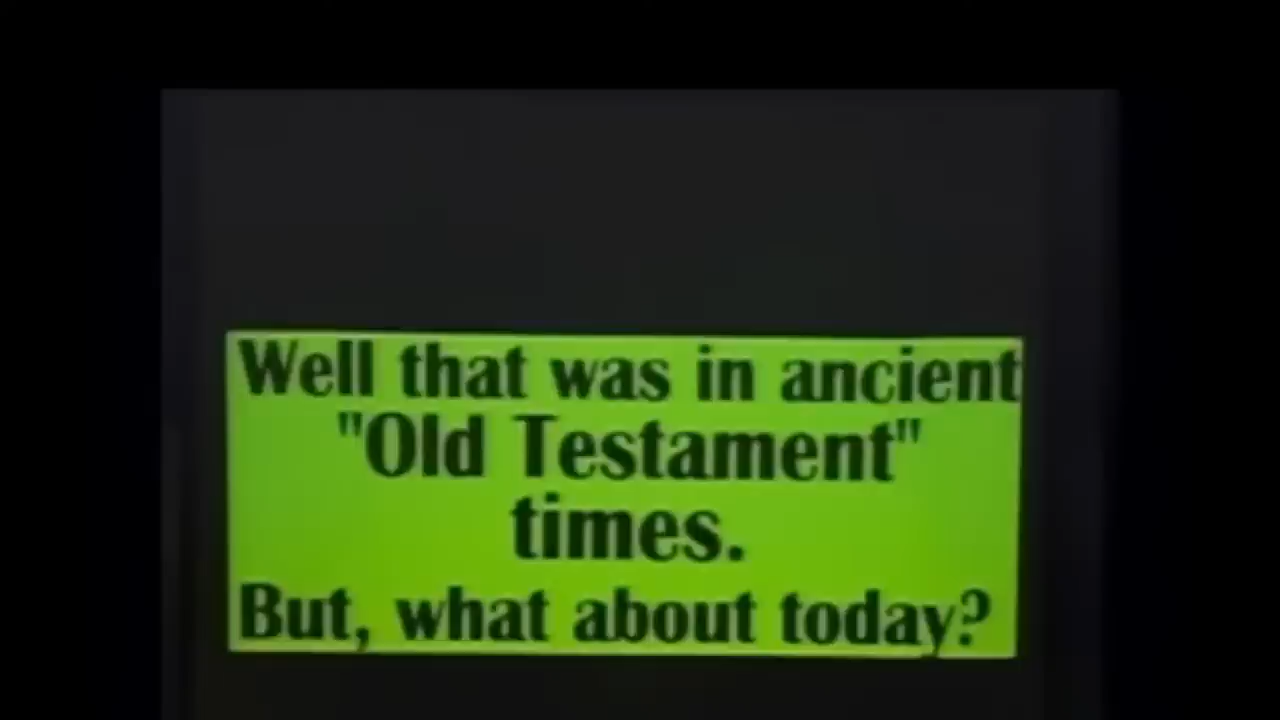 Well that was in ancient
"Old Testament"
times.
But, what about today?